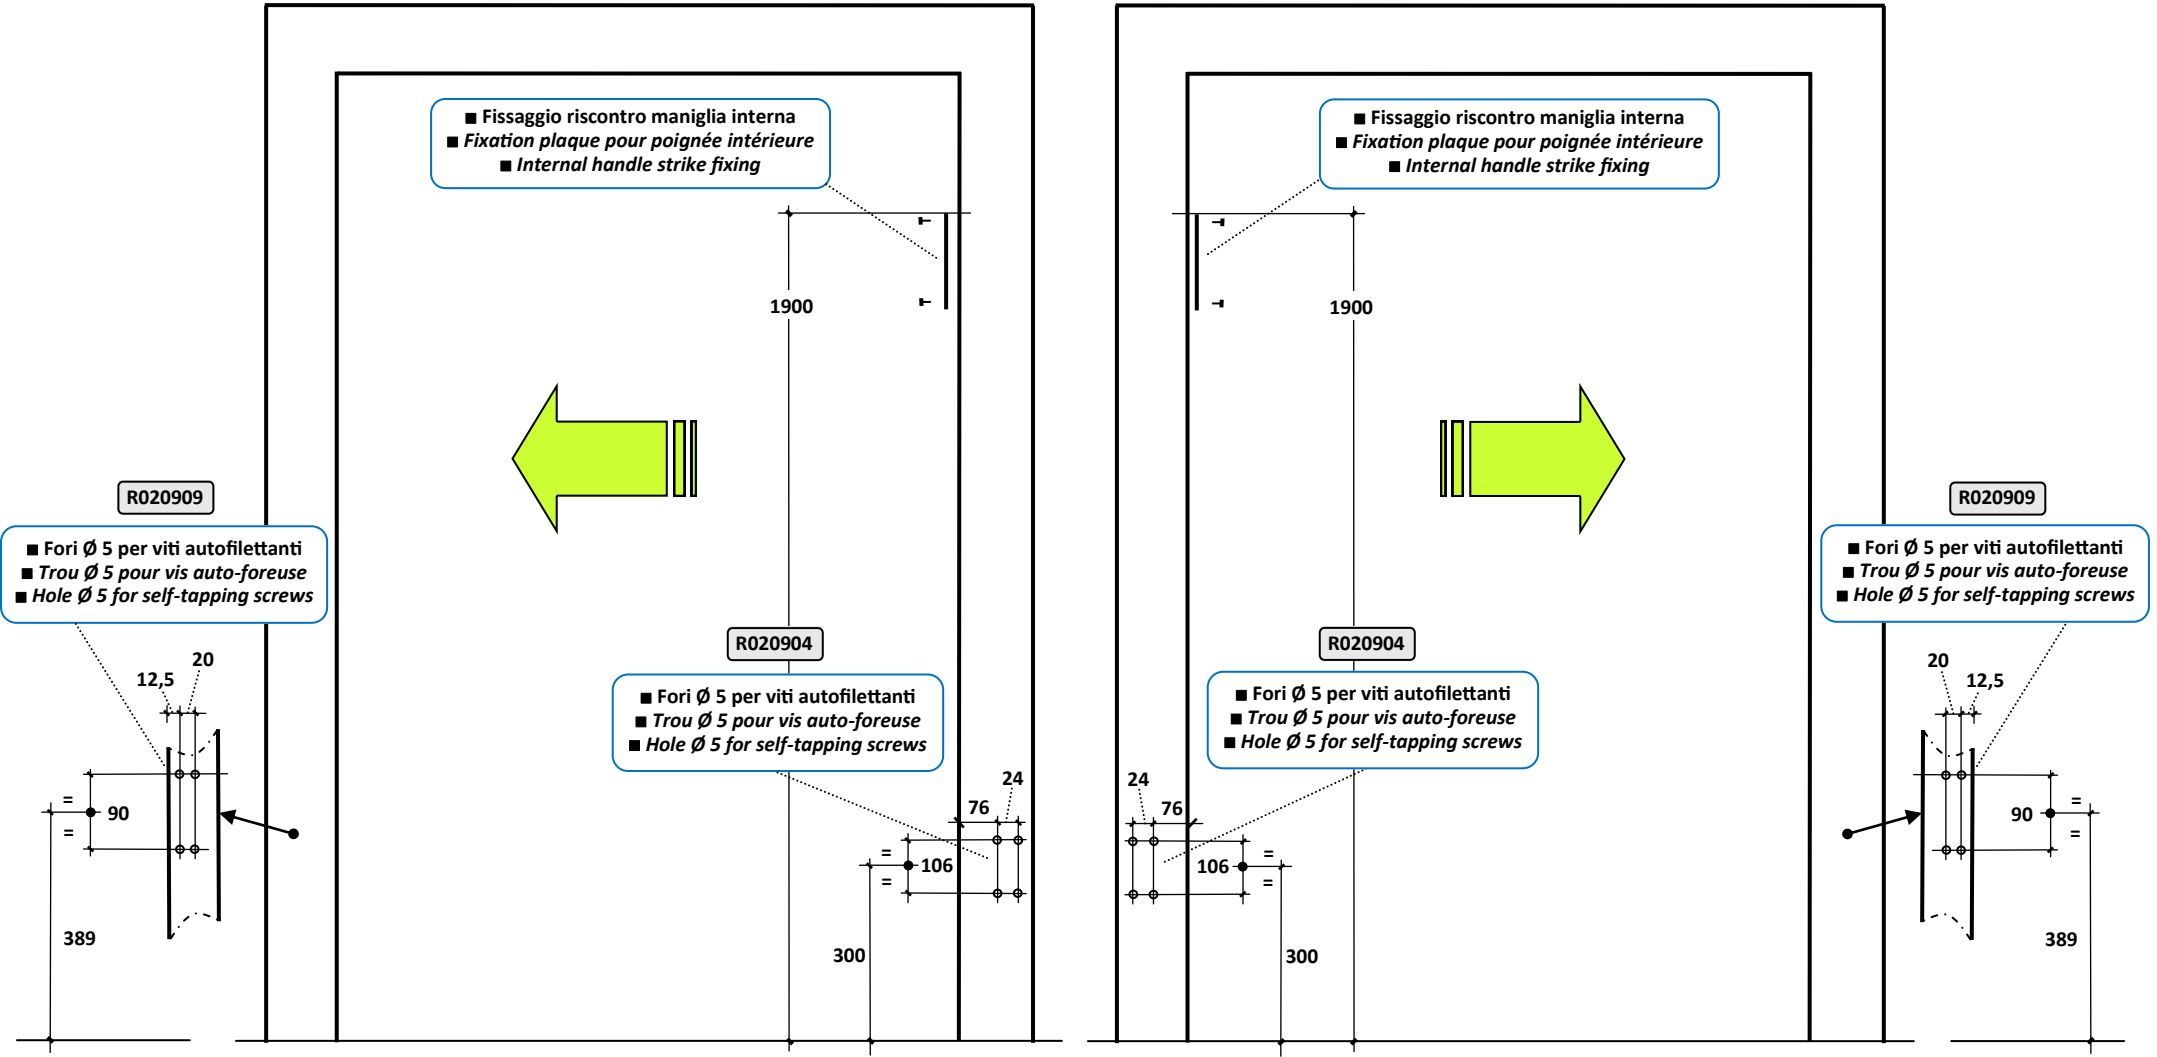 ■ Fissaggio riscontro maniglia interna
■ Fixation plaque pour poignée intérieure
■ Internal handle strike fixing
1900
R020909
■ Fori Ø 5 per viti autofilettanti
■ Trou Ø 5 pour vis auto-foreuse
■ Hole Ø 5 for self-tapping screws
20
12,5
=
90
=
389
R020904
■ Fori Ø 5 per viti autofilettanti
■ Trou Ø 5 pour vis auto-foreuse
■ Hole Ø 5 for self-tapping screws
24
76
=
106
=
300
■ Fissaggio riscontro maniglia interna
■ Fixation plaque pour poignée intérieure
■ Internal handle strike fixing
1900
R020904
■ Fori Ø 5 per viti autofilettanti
■ Trou Ø 5 pour vis auto-foreuse
■ Hole Ø 5 for self-tapping screws
24
76
=
106
=
300
R020909
■ Fori Ø 5 per viti autofilettanti
■ Trou Ø 5 pour vis auto-foreuse
■ Hole Ø 5 for self-tapping screws
20
12,5
=
90
=
389